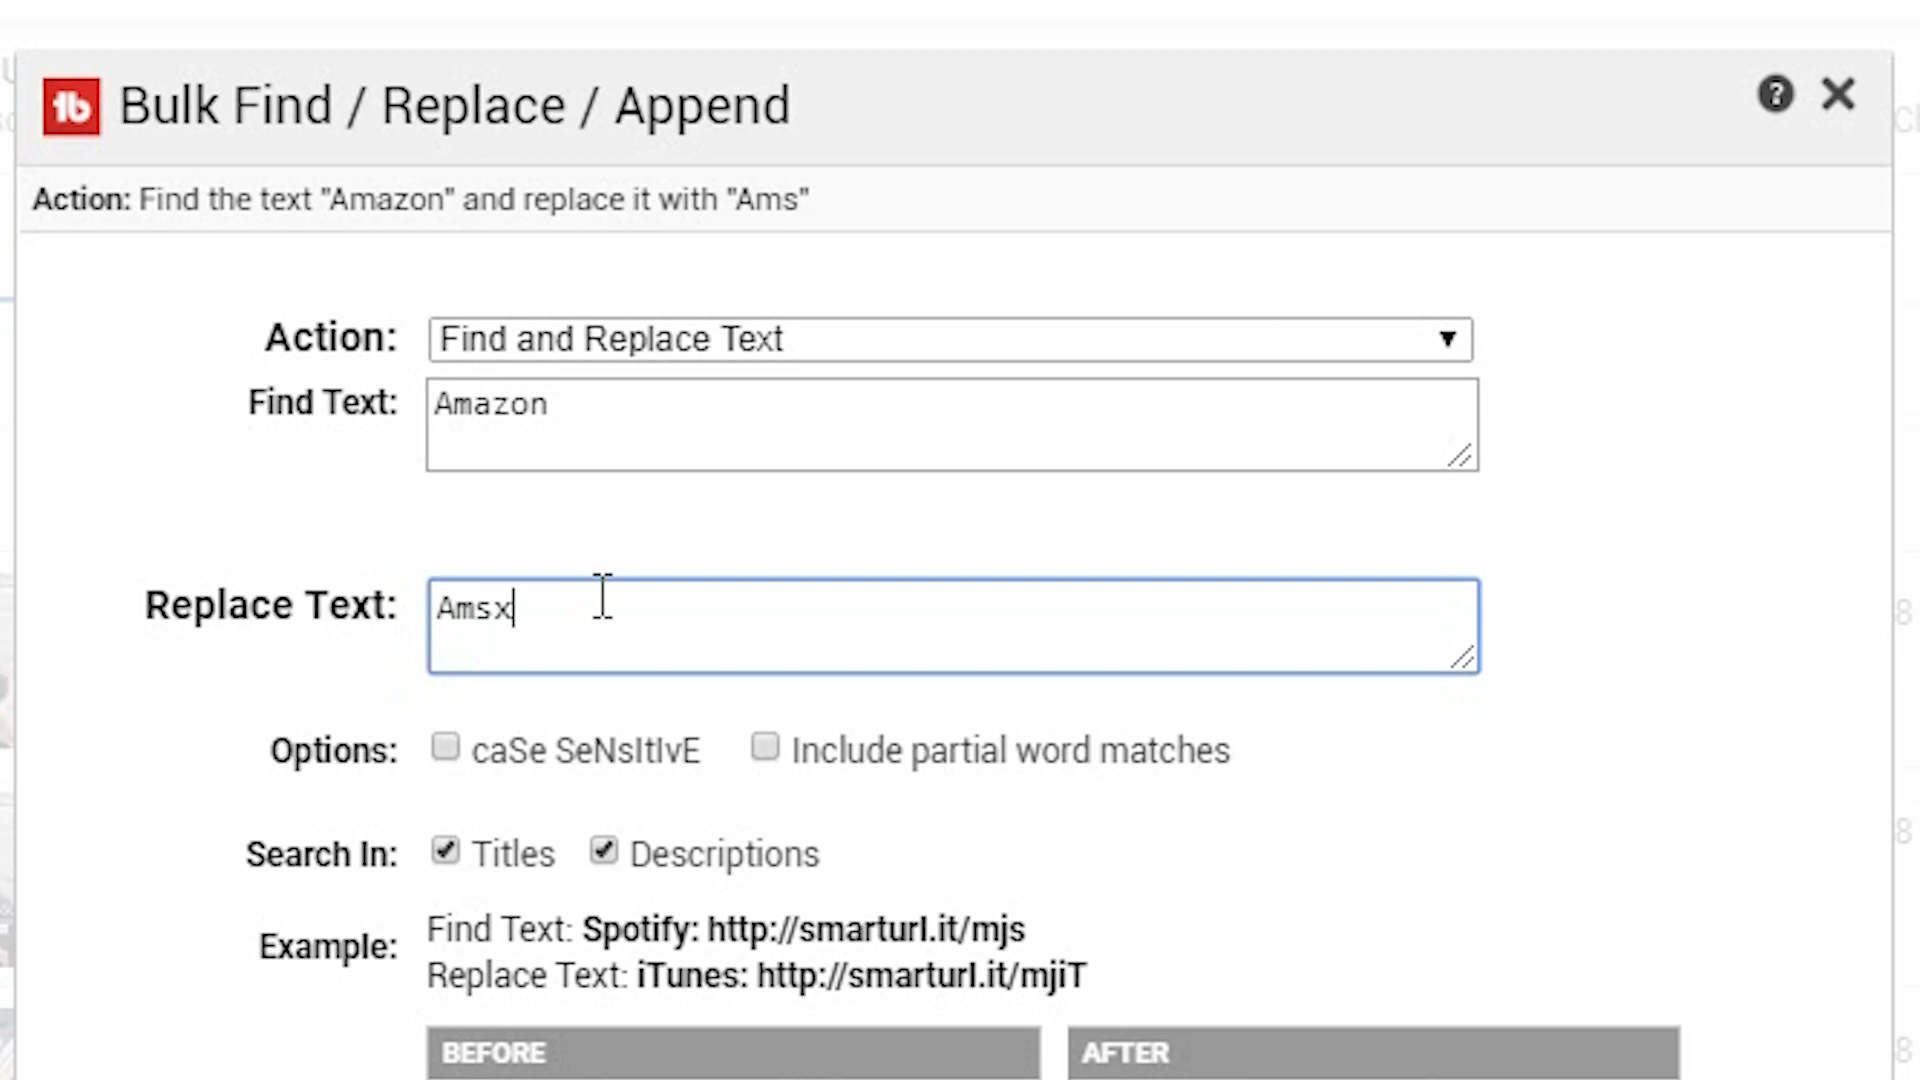 tb Bulk Find / Replace / Append ?
Action: Find the text "Amazon" and replace it with "Ams"
Action: Find and Replace Text
Find Text: Amazon
Replace Text: Amsx
Options: caSe SeNsItIvE Include partial word matches
Search In: Titles Descriptions
Example: Find Text: Spotify: http://smarturl.it/mjs
Replace Text: iTunes: http://smarturl.it/mjiT
BEFORE AFTER